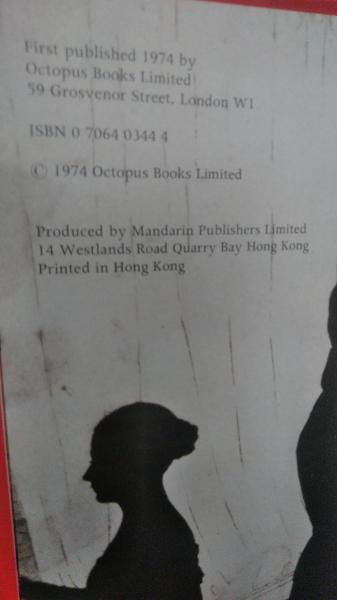 First published 1974 by
Octopus Books Limited
59 Grosvenor Street, London W1
ISBN 0 7064 0344 4
© 1974 Octopus Books Limited
Produced by Mandarin Publishers Limited
14 Westlands Road Quarry Bay Hong Kong
Printed in Hong Kong